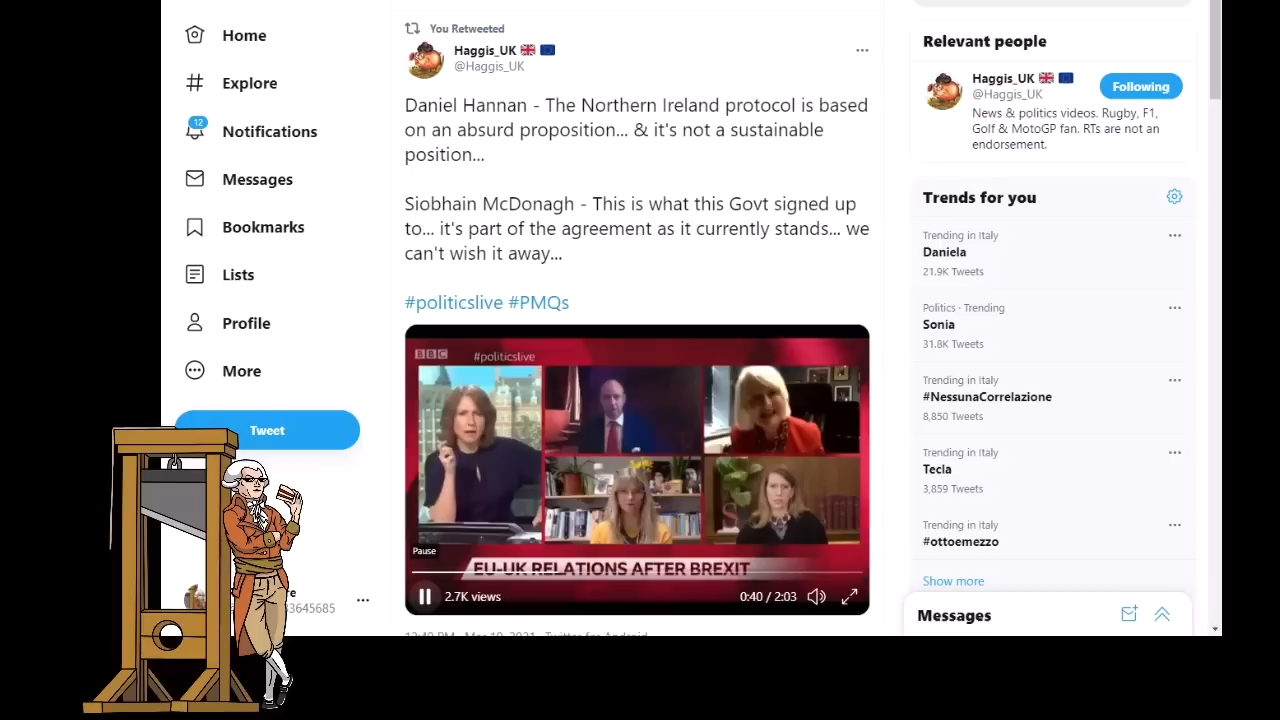 Home
Explore
12
Notifications
Messages
Bookmarks
Lists
Profile
More
Tweet
3645685
You Retweeted
Haggis_UK
@Haggis_UK
Daniel Hannan - The Northern Ireland protocol is based
on an absurd proposition... & it's not a sustainable
position...
Siobhain McDonagh - This is what this Govt signed up
to... it's part of the agreement as it currently stands... we
can't wish it away...
#politicslive #PMQs
BBC #politicslive
Pause
EU-UK RELATIONS AFTER BREXIT
2.7K views
0:40 / 2:03
Relevant people
Haggis_UK
@Haggis_UK
Following
News & politics videos. Rugby, F1,
Golf & MotoGP fan. RTs are not an
endorsement.
Trends for you
Trending in Italy
Daniela
21.9K Tweets
Politics · Trending
Sonia
31.8K Tweets
Trending in Italy
#NessunaCorrelazione
8,850 Tweets
Trending in Italy
Tecla
3,859 Tweets
Trending in Italy
#ottoemezzo
Show more
Messages